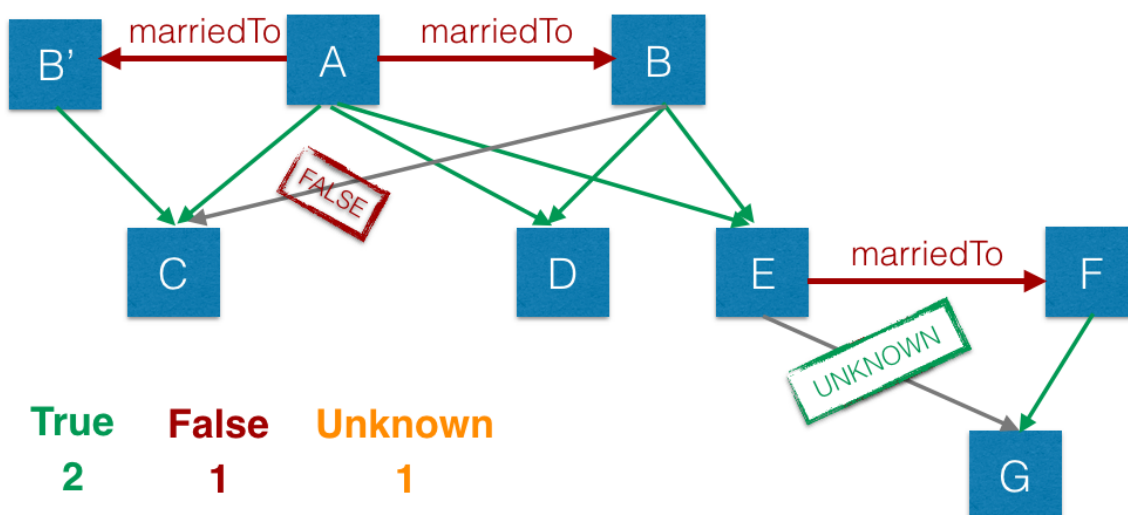 marriedTo
marriedTo
B’
A
B
FALSE
C
D
E
marriedTo
F
UNKNOWN
True False Unknown
2 1 1
G